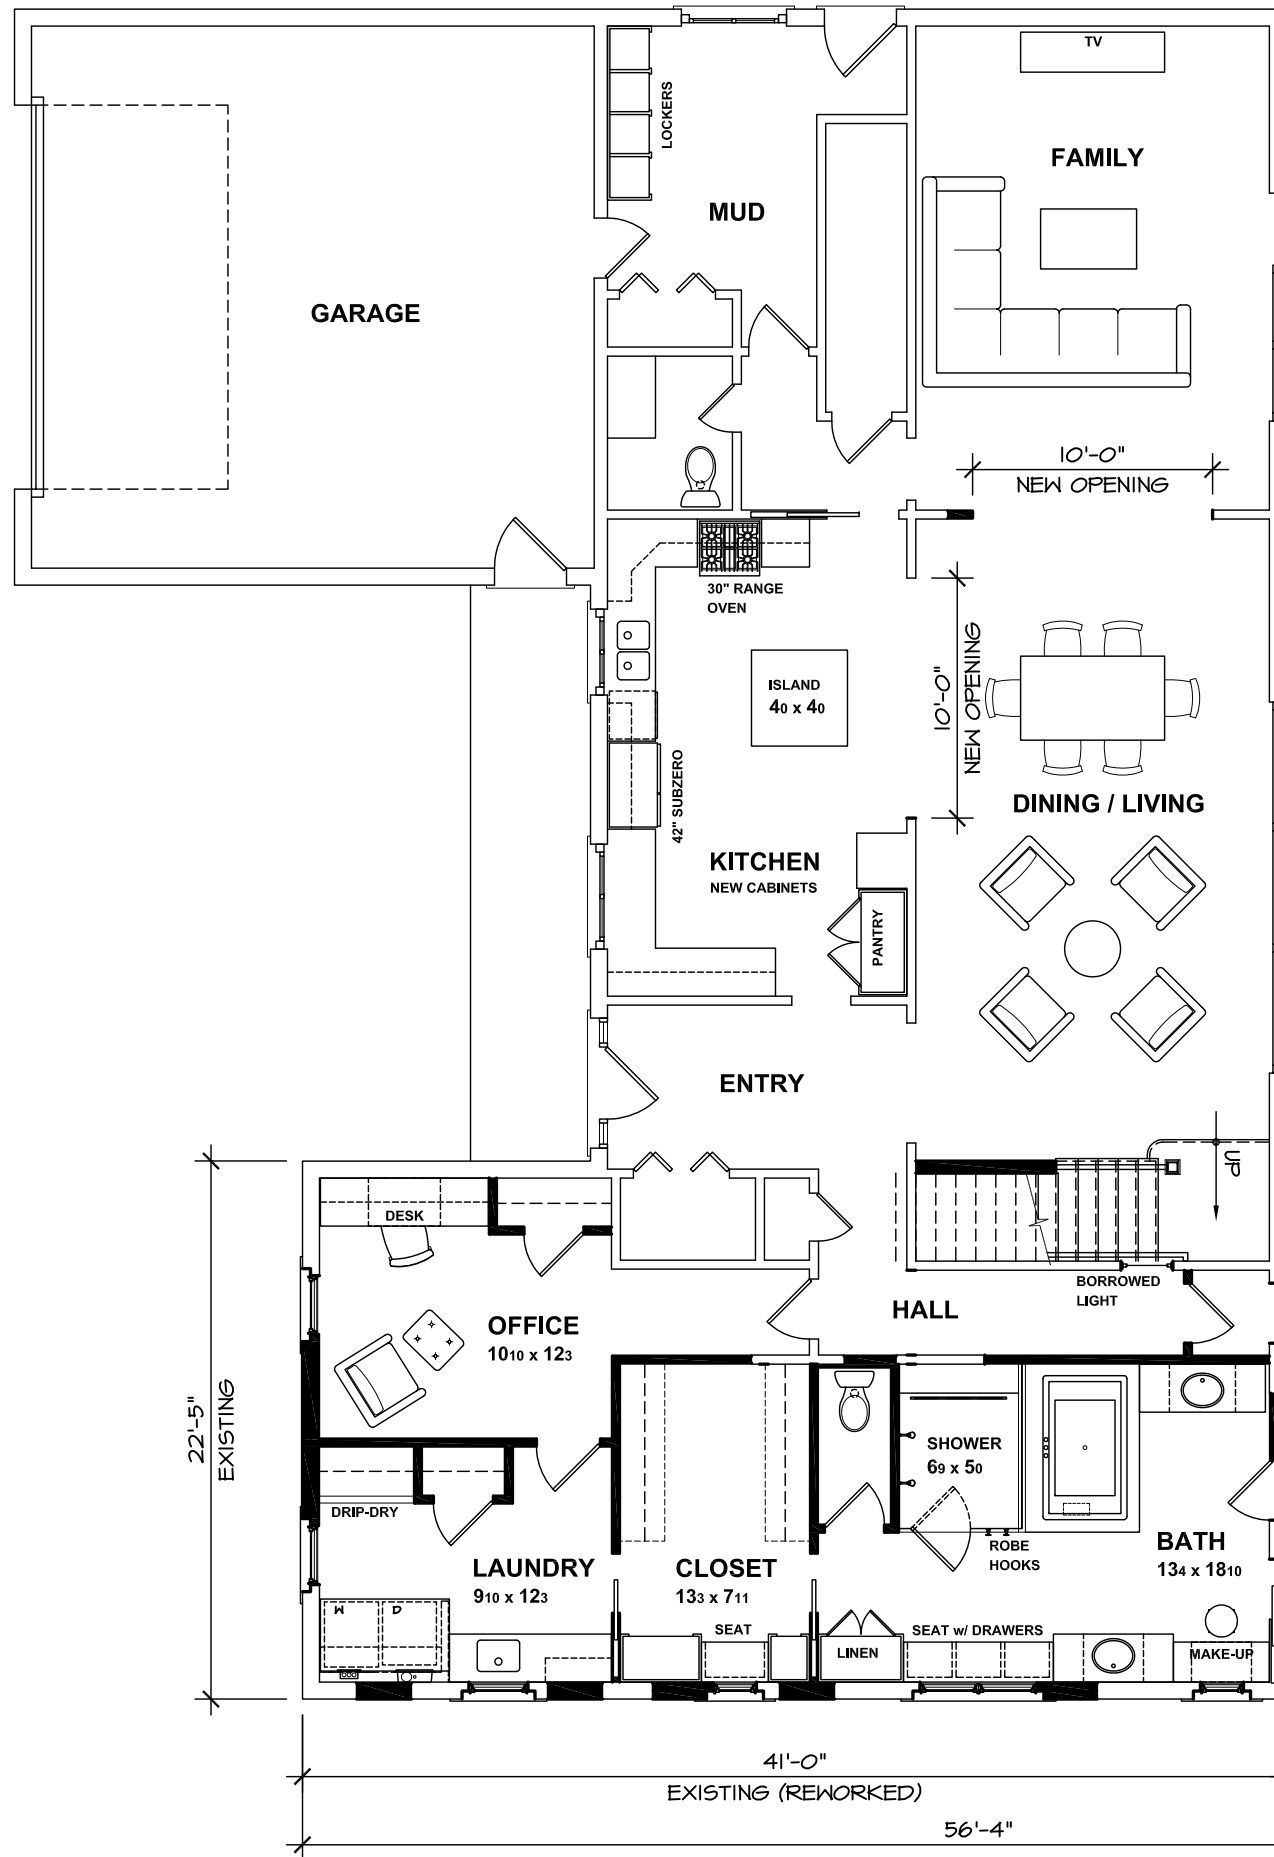 TV
LOCKERS
FAMILY
MUD
GARAGE
10'-0"
NEW OPENING
30" RANGE
OVEN
ISLAND
40 x 40
10'-0"
NEW OPENING
42" SUBZERO
DINING / LIVING
KITCHEN
NEW CABINETS
PANTRY
ENTRY
UP
DESK
BORROWED
LIGHT
HALL
OFFICE
1010 x 123
22'-5"
EXISTING
SHOWER
69 x 50
DRIP-DRY
ROBE
HOOKS
BATH
134 x 1810
LAUNDRY
910 x 123
CLOSET
133 x 711
W
D
SEAT
SEAT w/ DRAWERS
LINEN
MAKE-UP
41'-0"
EXISTING (REWORKED)
56'-4"